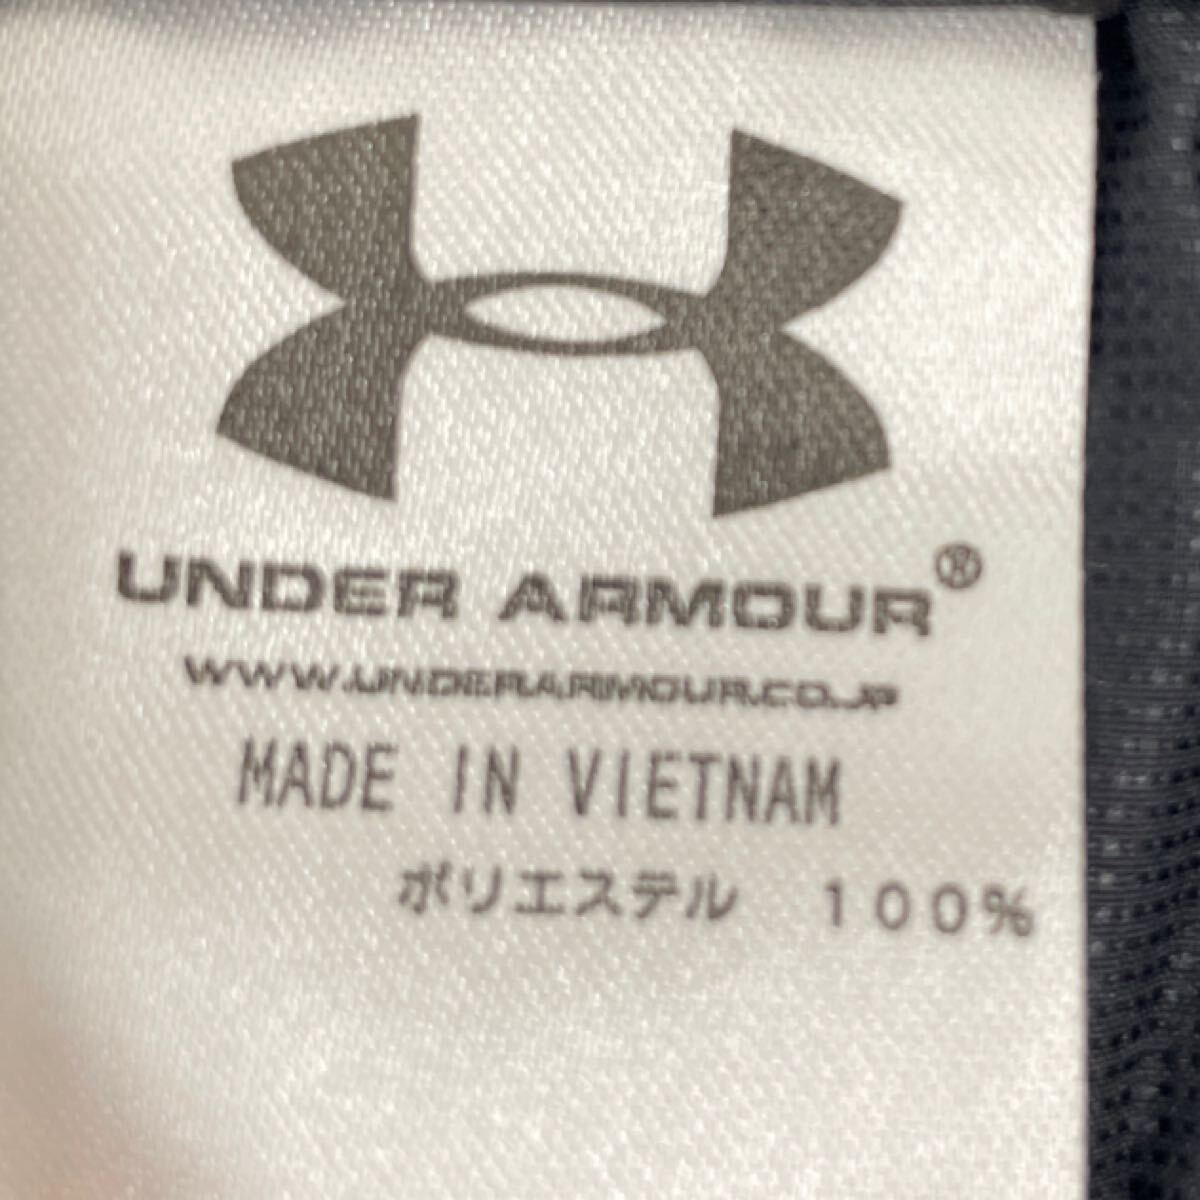 UNDER ARMOUR®
WWW.UNDERARMOUR.CO.JP
MADE IN VIETNAM
ポリエステル 100%